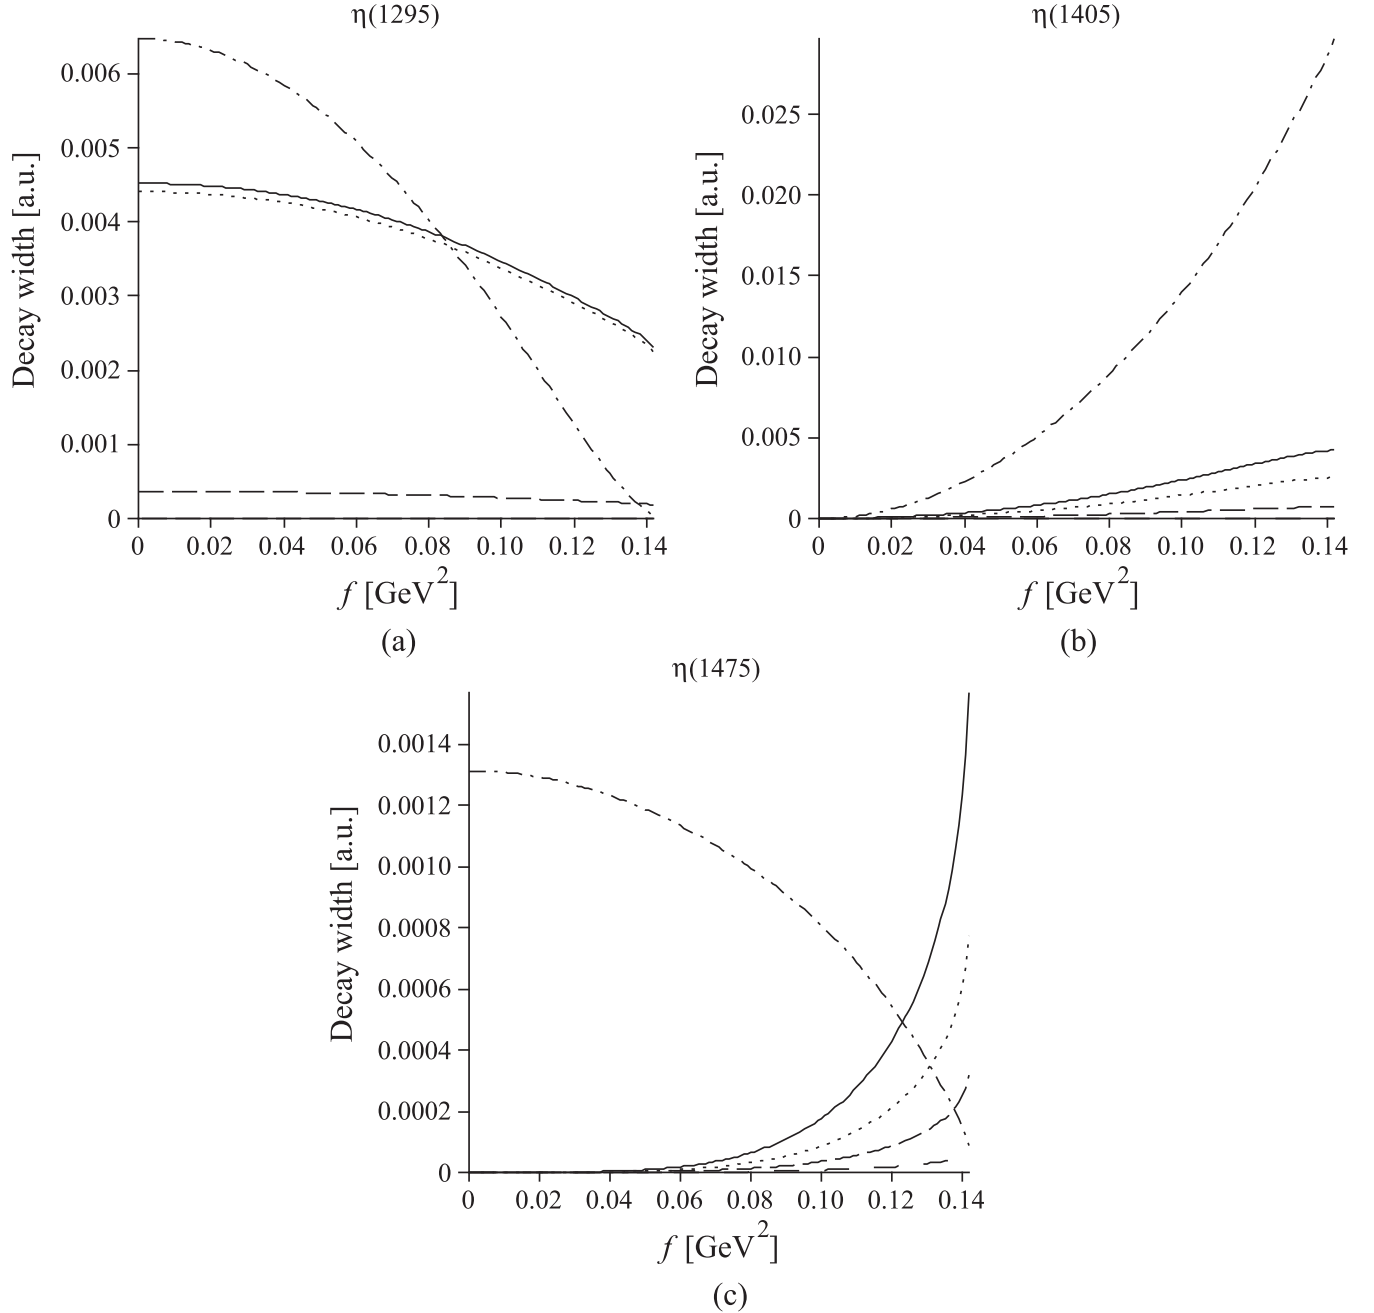 η(1295)
Decay width [a.u.]
0.006
0.005
0.004
0.003
0.002
0.001
0
0 0.02 0.04 0.06 0.08 0.10 0.12 0.14
f [GeV²]
(a)
η(1405)
Decay width [a.u.]
0.025
0.020
0.015
0.010
0.005
0
0 0.02 0.04 0.06 0.08 0.10 0.12 0.14
f [GeV²]
(b)
η(1475)
Decay width [a.u.]
0.0014
0.0012
0.0010
0.0008
0.0006
0.0004
0.0002
0
0 0.02 0.04 0.06 0.08 0.10 0.12 0.14
f [GeV²]
(c)